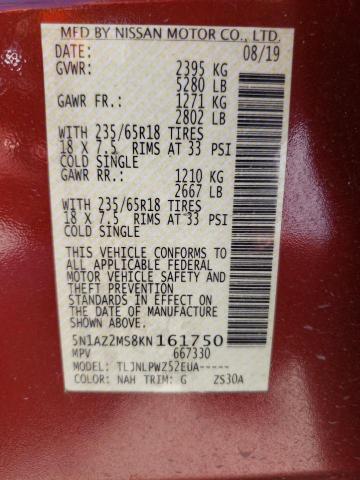 MFD BY NISSAN MOTOR CO., LTD.
DATE: 08/19
GVWR: 2395 KG
5280 LB
GAWR FR.: 1271 KG
2802 LB
WITH 235/65R18 TIRES
18 X 7.5 RIMS AT 33 PSI
COLD SINGLE
GAWR RR.: 1210 KG
2667 LB
WITH 235/65R18 TIRES
18 X 7.5 RIMS AT 33 PSI
COLD SINGLE
THIS VEHICLE CONFORMS TO
ALL APPLICABLE FEDERAL
MOTOR VEHICLE SAFETY AND
THEFT PREVENTION
STANDARDS IN EFFECT ON
THE DATE OF MANUFACTURE
SHOWN ABOVE.
5N1AZ2MS8KN161750
MPV 667330
MODEL: TLJNLPWZ52EUA-----
COLOR: NAH TRIM: G ZS30A